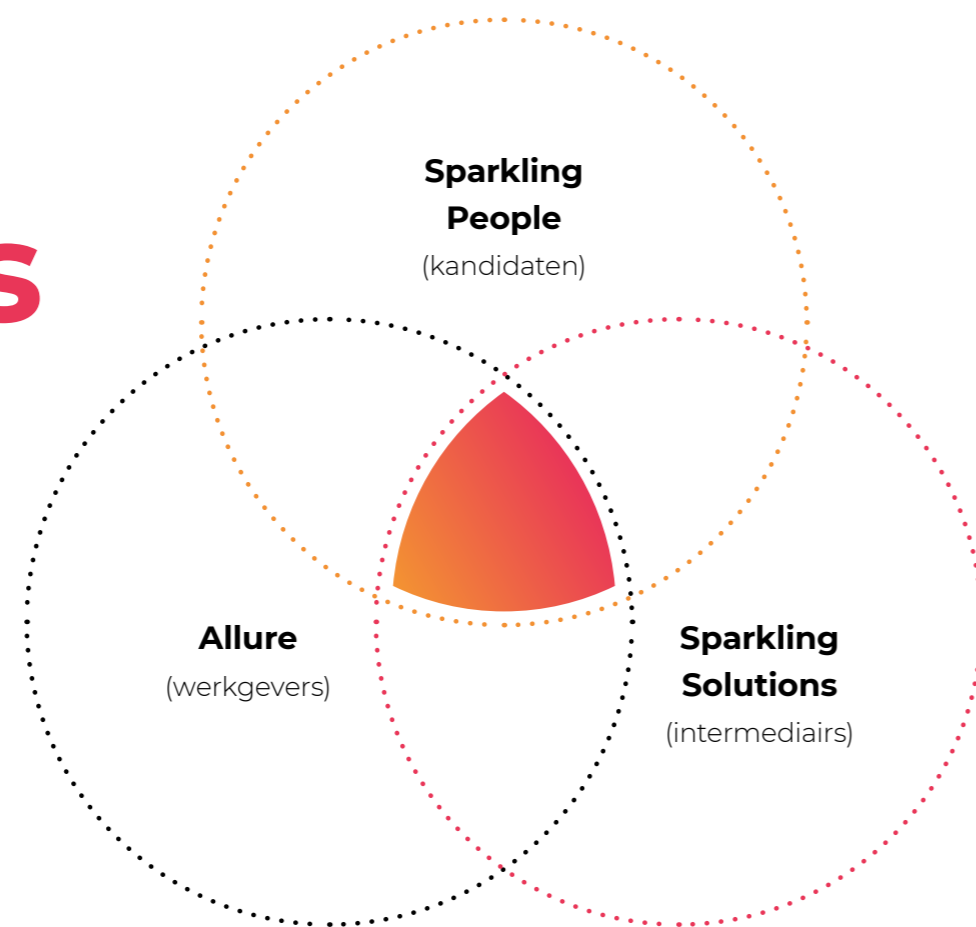 s
Sparkling
People
(kandidaten)
Allure
(werkgevers)
Sparkling
Solutions
(intermediairs)